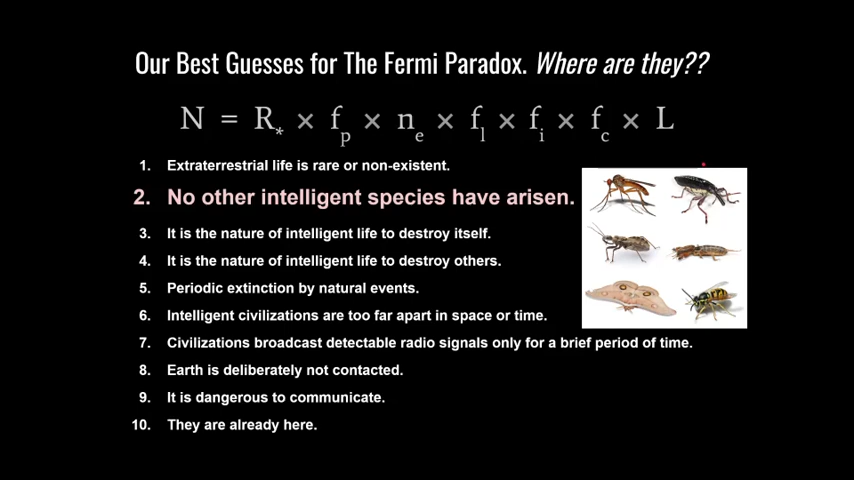 Our Best Guesses for The Fermi Paradox. Where are they??
N = R* × fp × ne × fl × fi × fc × L
1. Extraterrestrial life is rare or non-existent.
2. No other intelligent species have arisen.
3. It is the nature of intelligent life to destroy itself.
4. It is the nature of intelligent life to destroy others.
5. Periodic extinction by natural events.
6. Intelligent civilizations are too far apart in space or time.
7. Civilizations broadcast detectable radio signals only for a brief period of time.
8. Earth is deliberately not contacted.
9. It is dangerous to communicate.
10. They are already here.